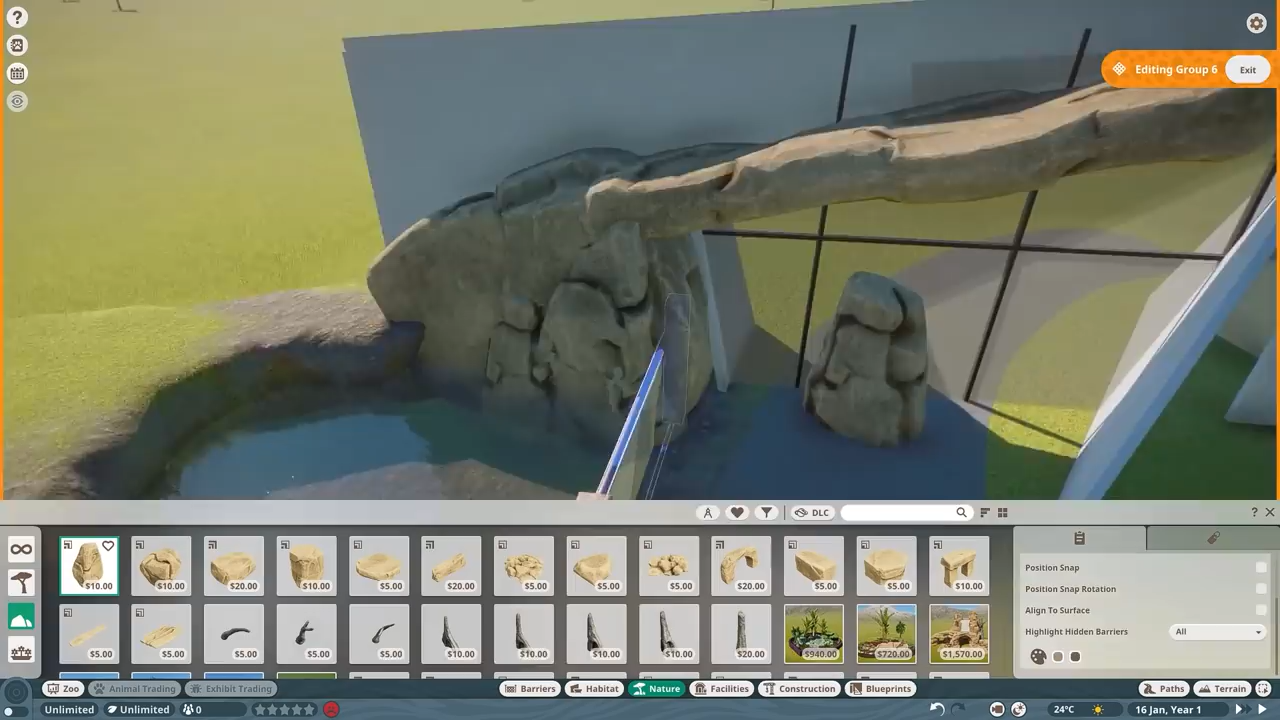 ?
Editing Group 6 Exit
DLC
? ×
$10.00 $10.00 $20.00 $10.00 $5.00 $20.00 $5.00 $5.00 $5.00 $20.00 $5.00 $5.00 $10.00
$5.00 $5.00 $5.00 $5.00 $5.00 $10.00 $10.00 $10.00 $10.00 $20.00 $940.00 $720.00 $1,570.00
Position Snap
Position Snap Rotation
Align To Surface
Highlight Hidden Barriers All
Zoo Animal Trading Exhibit Trading Barriers Habitat Nature Facilities Construction Blueprints Paths Terrain
Unlimited Unlimited 0 24°C 16 Jan, Year 1